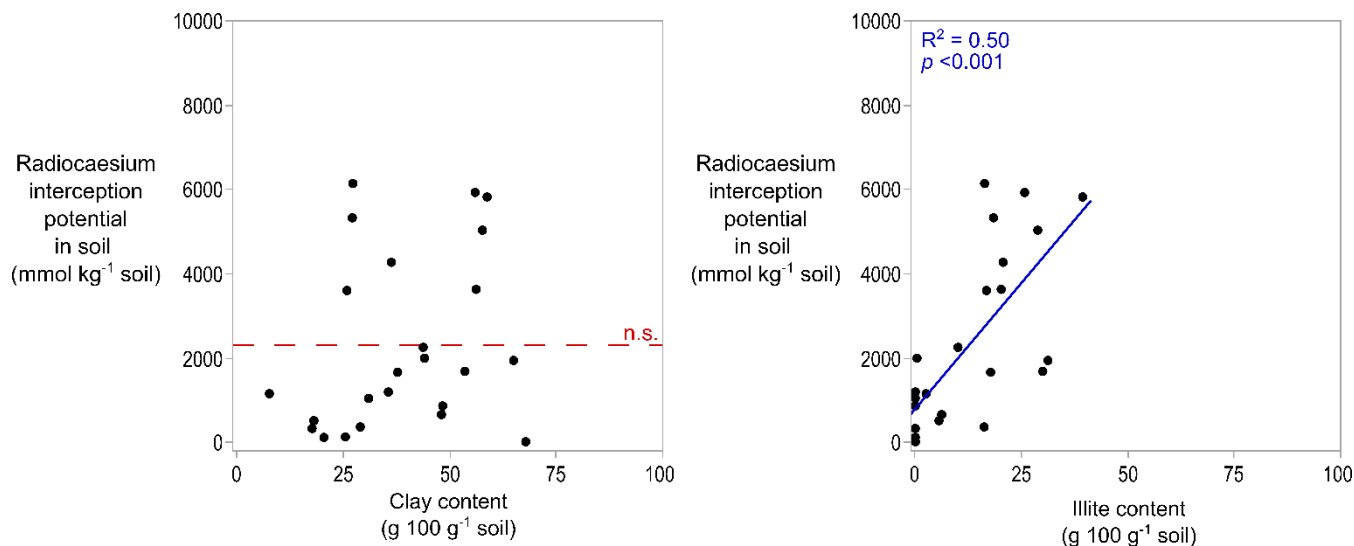 10000
8000
6000
4000
2000
0
Radiocaesium
interception
potential
in soil
(mmol kg⁻¹ soil)
n.s.
0
25
50
75
100
Clay content
(g 100 g⁻¹ soil)
10000
8000
6000
4000
2000
0
Radiocaesium
interception
potential
in soil
(mmol kg⁻¹ soil)
R² = 0.50
p <0.001
0
25
50
75
100
Illite content
(g 100 g⁻¹ soil)